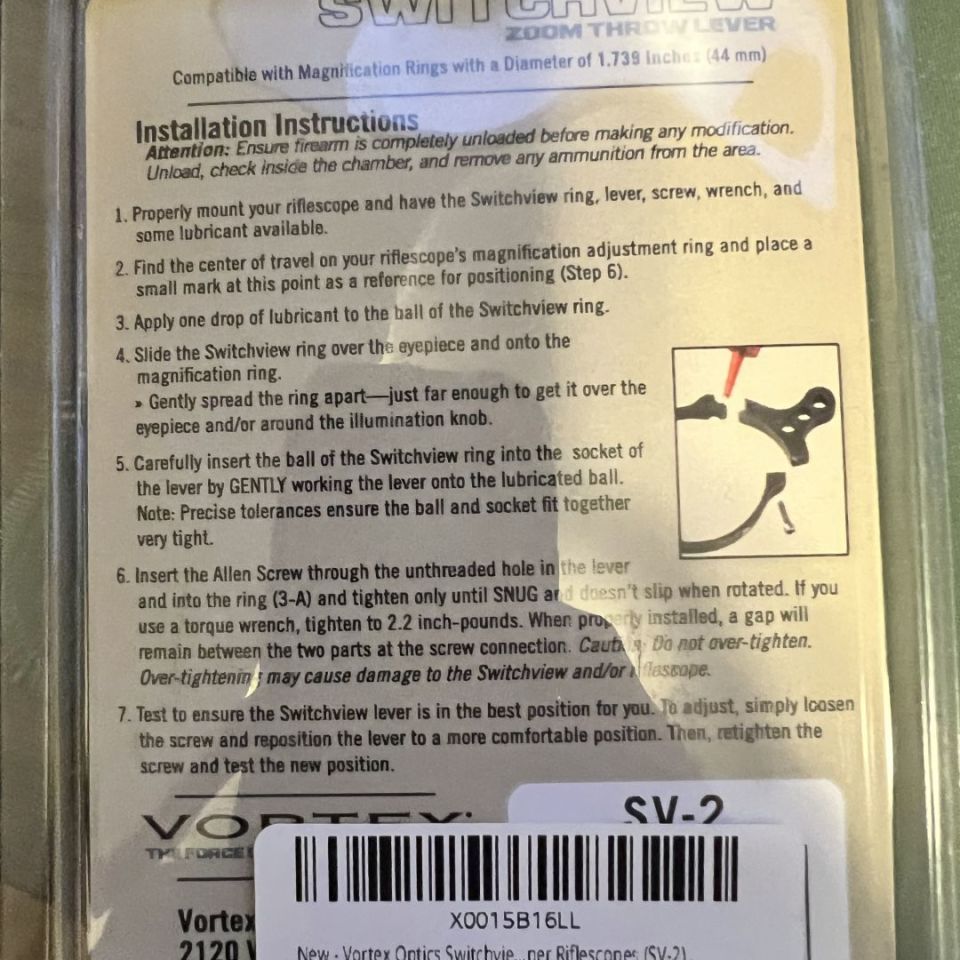 SWITCHVIEW
ZOOM THROW LEVER
Compatible with Magnification Rings with a Diameter of 1.739 Inches (44 mm)
Installation Instructions
Attention: Ensure firearm is completely unloaded before making any modification.
Unload, check inside the chamber, and remove any ammunition from the area.
1. Properly mount your riflescope and have the Switchview ring, lever, screw, wrench, and
some lubricant available.
2. Find the center of travel on your riflescope's magnification adjustment ring and place a
small mark at this point as a reference for positioning (Step 6).
3. Apply one drop of lubricant to the ball of the Switchview ring.
4. Slide the Switchview ring over the eyepiece and onto the
magnification ring.
» Gently spread the ring apart—just far enough to get it over the
eyepiece and/or around the illumination knob.
5. Carefully insert the ball of the Switchview ring into the socket of
the lever by GENTLY working the lever onto the lubricated ball.
Note: Precise tolerances ensure the ball and socket fit together
very tight.
6. Insert the Allen Screw through the unthreaded hole in the lever
and into the ring (3-A) and tighten only until SNUG and doesn't slip when rotated. If you
use a torque wrench, tighten to 2.2 inch-pounds. When properly installed, a gap will
remain between the two parts at the screw connection. Caution: Do not over-tighten.
Over-tightening may cause damage to the Switchview and/or riflescope.
7. Test to ensure the Switchview lever is in the best position for you. To adjust, simply loosen
the screw and reposition the lever to a more comfortable position. Then, retighten the
screw and test the new position.
VORTEX
THE FORCE
SV-2
X0015B16LL
Vortex
New - Vortex Optics Switchvie...per Riflescopes (SV-2)
2120